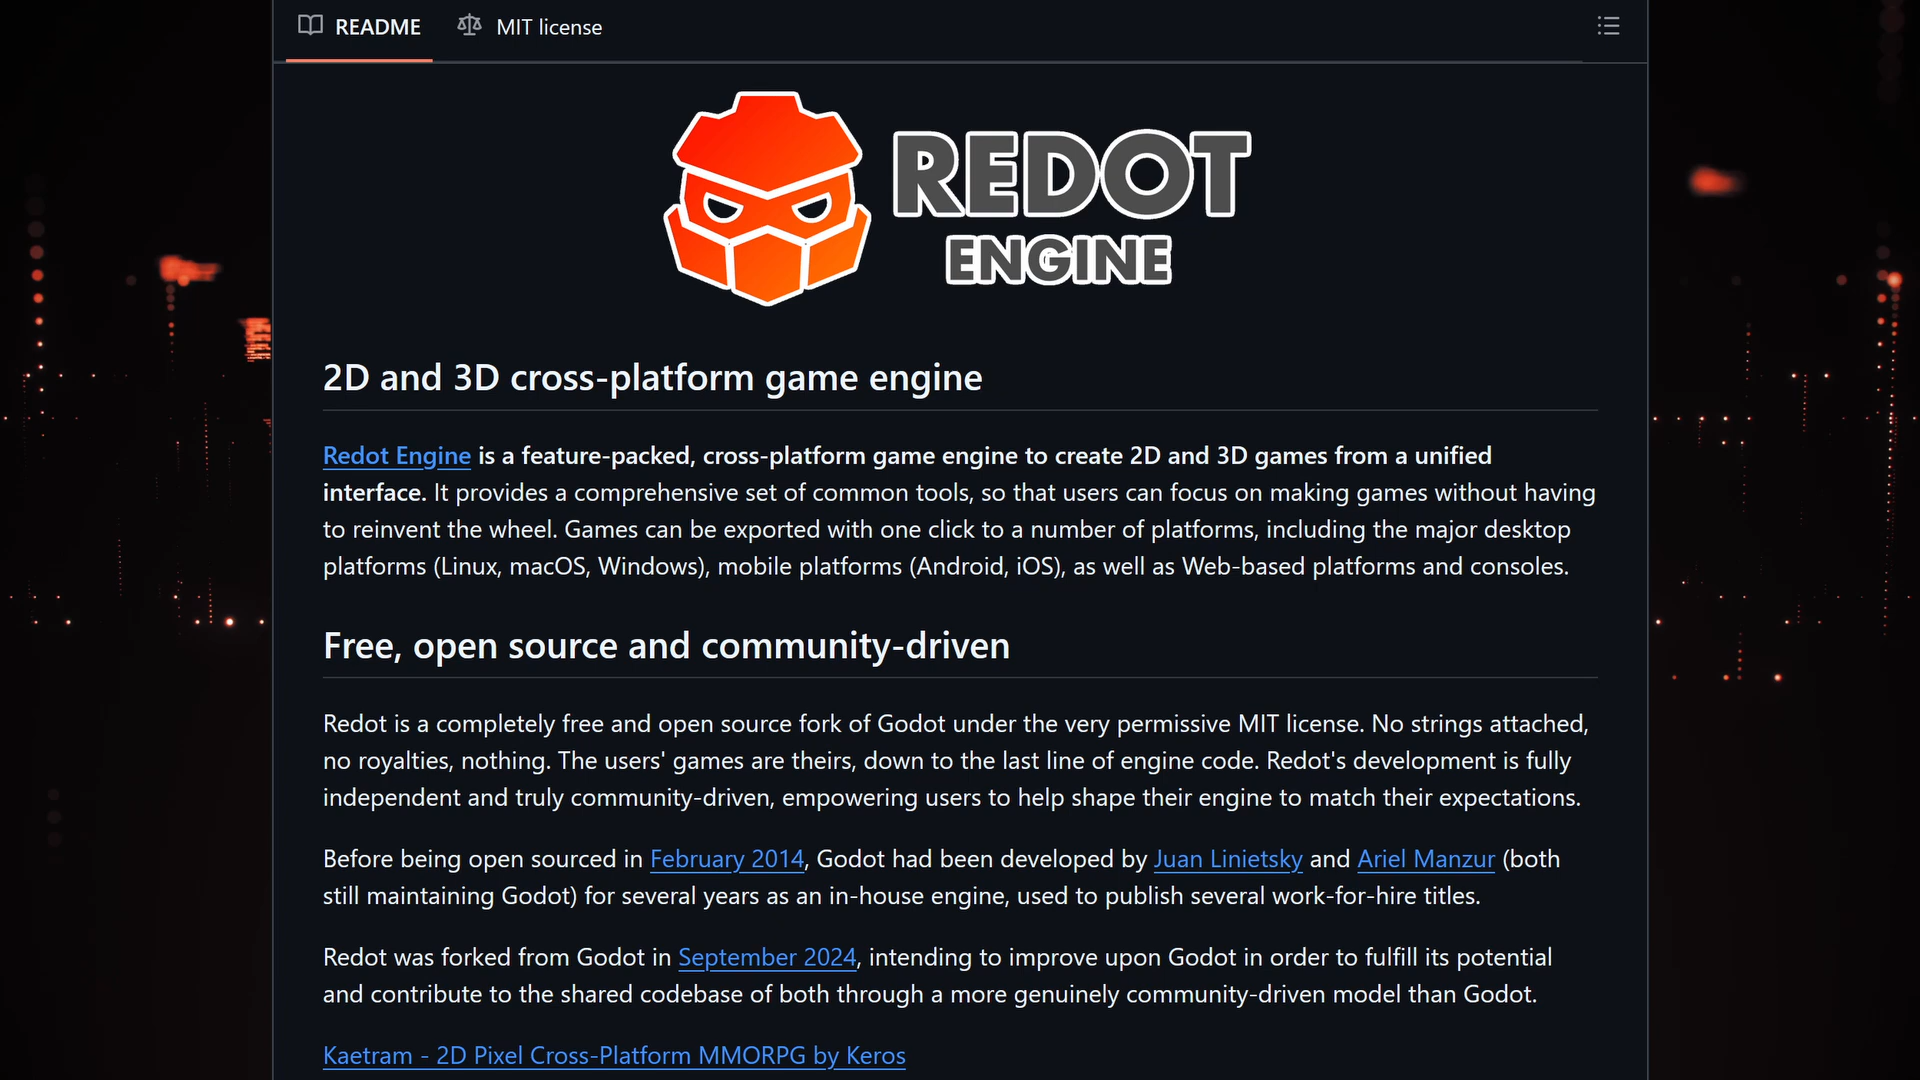 README
MIT license
REDOT
ENGINE
2D and 3D cross-platform game engine
Redot Engine is a feature-packed, cross-platform game engine to create 2D and 3D games from a unified
interface. It provides a comprehensive set of common tools, so that users can focus on making games without having
to reinvent the wheel. Games can be exported with one click to a number of platforms, including the major desktop
platforms (Linux, macOS, Windows), mobile platforms (Android, iOS), as well as Web-based platforms and consoles.
Free, open source and community-driven
Redot is a completely free and open source fork of Godot under the very permissive MIT license. No strings attached,
no royalties, nothing. The users' games are theirs, down to the last line of engine code. Redot's development is fully
independent and truly community-driven, empowering users to help shape their engine to match their expectations.
Before being open sourced in February 2014, Godot had been developed by Juan Linietsky and Ariel Manzur (both
still maintaining Godot) for several years as an in-house engine, used to publish several work-for-hire titles.
Redot was forked from Godot in September 2024, intending to improve upon Godot in order to fulfill its potential
and contribute to the shared codebase of both through a more genuinely community-driven model than Godot.
Kaetram - 2D Pixel Cross-Platform MMORPG by Keros